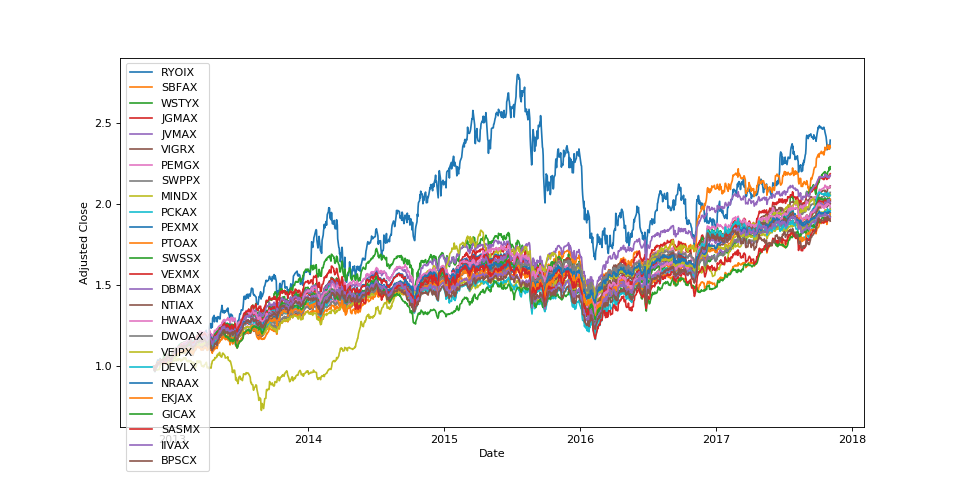 RYOIX
SBFAX
WSTYX
JGMAX
JVMAX
VIGRX
PEMGX
SWPPX
MINDX
PCKAX
PEXMX
PTOAX
SWSSX
VEXMX
DBMAX
NTIAX
HWAAX
DWOAX
VEIPX
DEVLX
NRAAX
EKJAX
GICAX
SASMX
IIVAX
BPSCX
2.5
2.0
1.5
1.0
Adjusted Close
2013 2014 2015 2016 2017 2018
Date